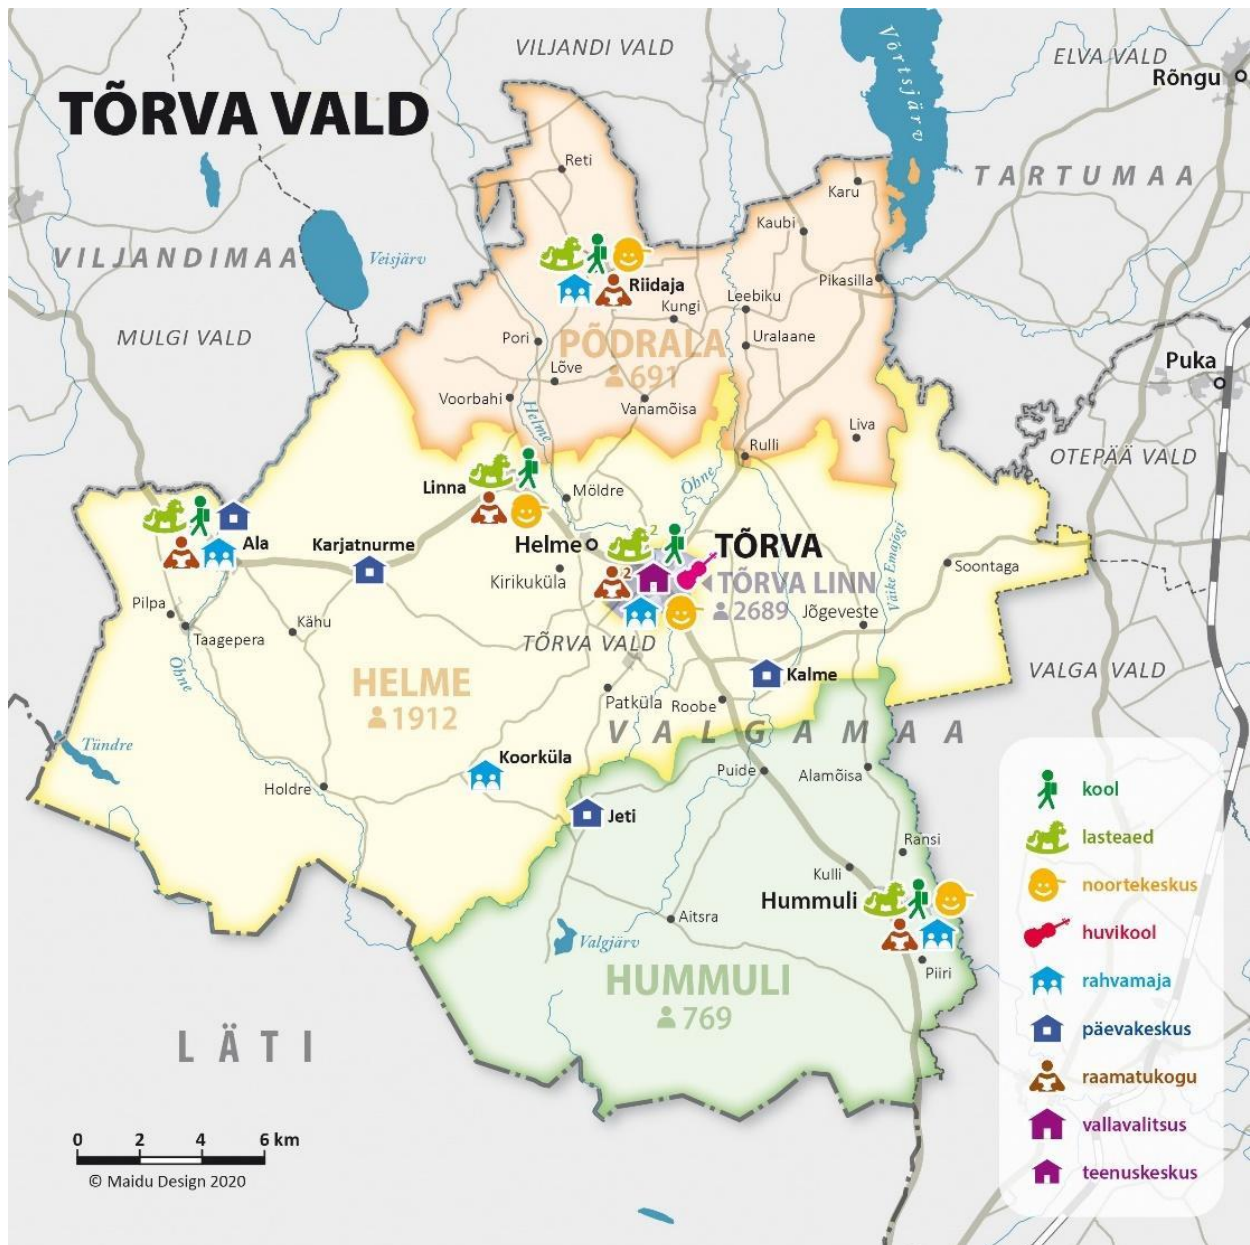 VILJANDI VALD
ELVA VALD
Rõngu
TÕRVA VALD
Võrtsjärv
TARTUMAA
Reti
Karu
Kaubi
VILJANDIMAA
Veisjärv
Riidaja
Pikasilla
Leebiku
Kungi
MULGI VALD
Pori
PÕDRALA
691
Uralaane
Puka
Lõve
Voorbahi
Vanamõisa
Helme
Liva
Rulli
OTEPÄÄ VALD
Linna
Möldre
Õhne
Ala
Karjatnurme
Helme
2
TÕRVA
Väike Emajõgi
Soontaga
Kirikuküla
2
TÕRVA LINN
2689
Jõgeveste
Pilpa
Taagepera
Kähu
TÕRVA VALD
Õhne
HELME
1912
Kalme
VALGA VALD
Patküla
Roobe
VALGAMAA
Tündre
Koorküla
Puide
Alamõisa
Holdre
Jeti
Ransi
Kulli
Hummuli
Aitsra
Valgjärv
Piiri
HUMMULI
769
LÄTI
kool
lasteaed
noortekeskus
huvikool
rahvamaja
päevakeskus
raamatukogu
vallavalitsus
teenuskeskus
0 2 4 6 km
© Maidu Design 2020